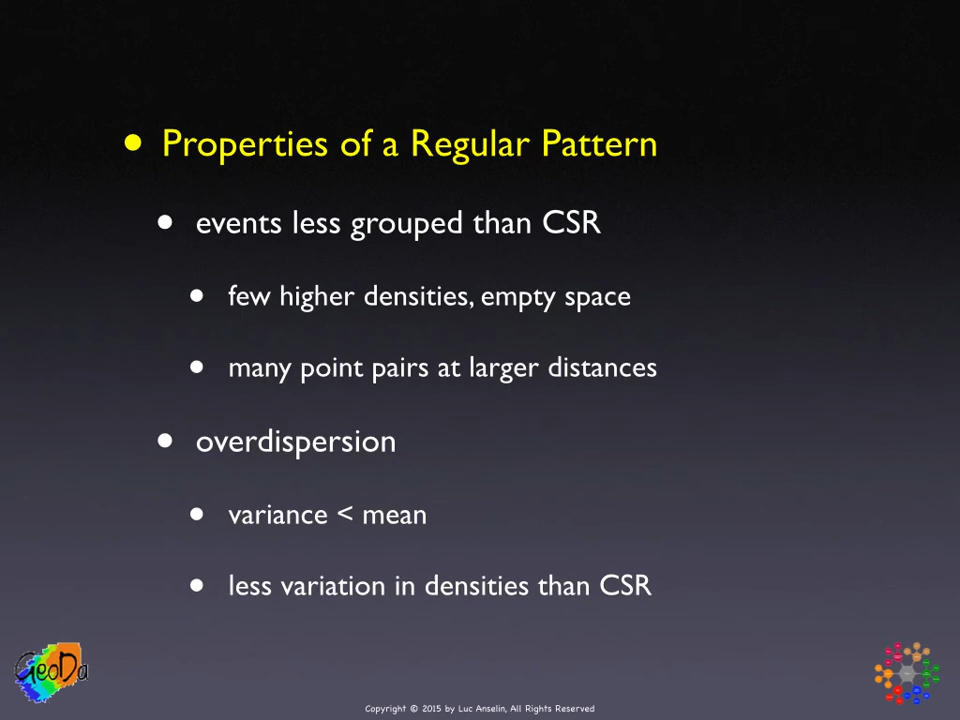 • Properties of a Regular Pattern
• events less grouped than CSR
• few higher densities, empty space
• many point pairs at larger distances
• overdispersion
• variance < mean
• less variation in densities than CSR
GeoDa
Copyright © 2015 by Luc Anselin, All Rights Reserved